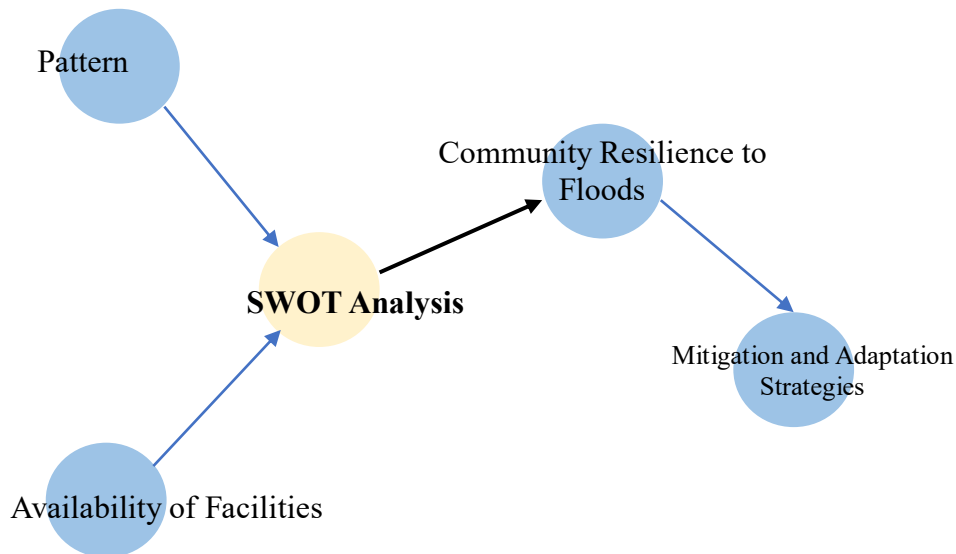 Pattern
Community Resilience to
Floods
SWOT Analysis
Mitigation and Adaptation
Strategies
Availability of Facilities